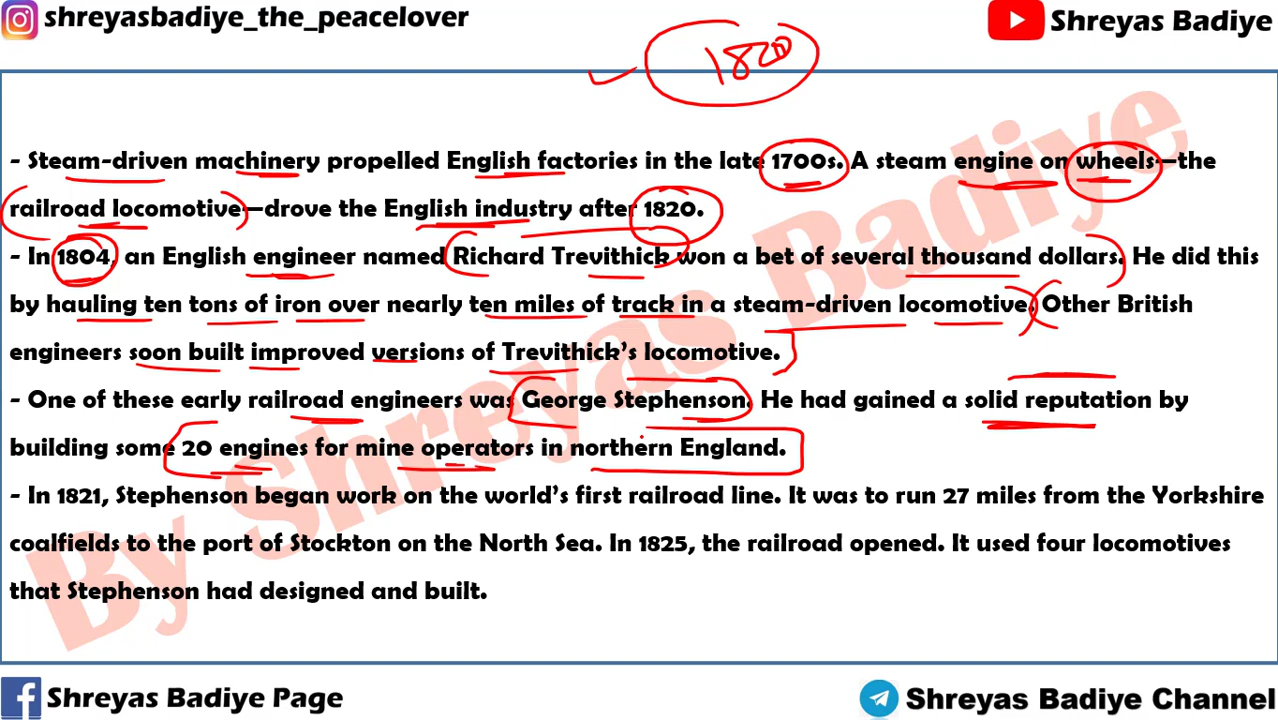 shreyasbadiye_the_peacelover
Shreyas Badiye
1820
- Steam-driven machinery propelled English factories in the late 1700s. A steam engine on wheels—the
railroad locomotive—drove the English industry after 1820.
- In 1804, an English engineer named Richard Trevithick won a bet of several thousand dollars. He did this
by hauling ten tons of iron over nearly ten miles of track in a steam-driven locomotive. Other British
engineers soon built improved versions of Trevithick's locomotive.
- One of these early railroad engineers was George Stephenson. He had gained a solid reputation by
building some 20 engines for mine operators in northern England.
- In 1821, Stephenson began work on the world's first railroad line. It was to run 27 miles from the Yorkshire
coalfields to the port of Stockton on the North Sea. In 1825, the railroad opened. It used four locomotives
that Stephenson had designed and built.
By Shreyas Badiye
Shreyas Badiye Page
Shreyas Badiye Channel